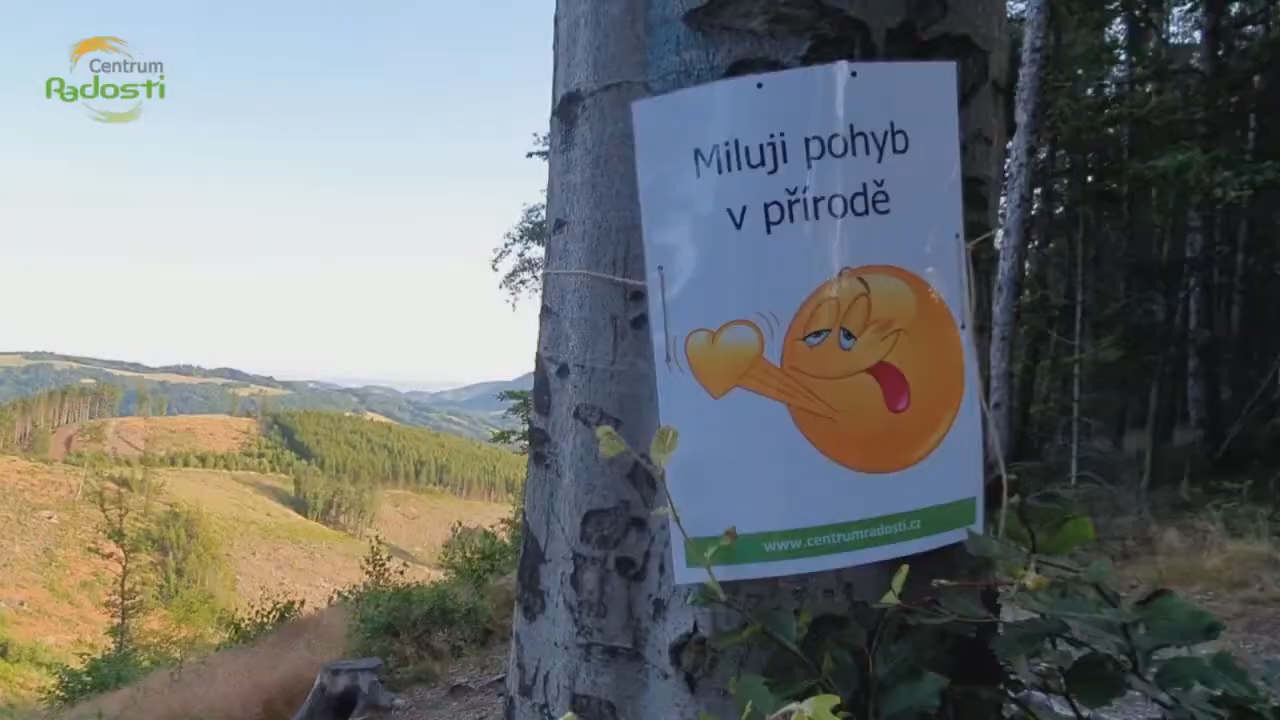 Centrum
Radosti
Miluji pohyb
v přírodě
www.centrumradosti.cz